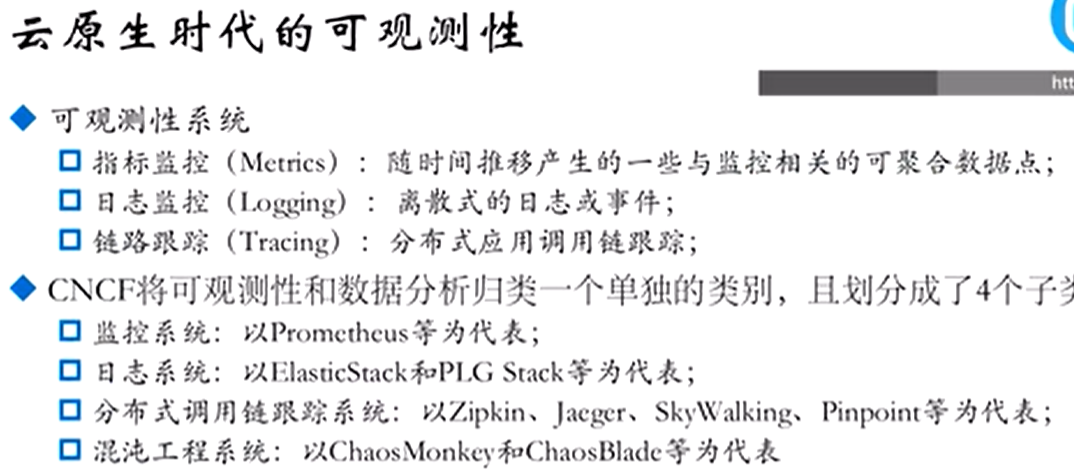 云原生时代的可观测性
htt
可观测性系统
指标监控（Metrics）：随时间推移产生的一些与监控相关的可聚合数据点；
日志监控（Logging）：离散式的日志或事件；
链路跟踪（Tracing）：分布式应用调用链跟踪；
CNCF将可观测性和数据分析归类一个单独的类别，且划分成了4个子类
监控系统：以Prometheus等为代表；
日志系统：以ElasticStack和PLG Stack等为代表；
分布式调用链跟踪系统：以Zipkin、Jaeger、SkyWalking、Pinpoint等为代表；
混沌工程系统：以ChaosMonkey和ChaosBlade等为代表